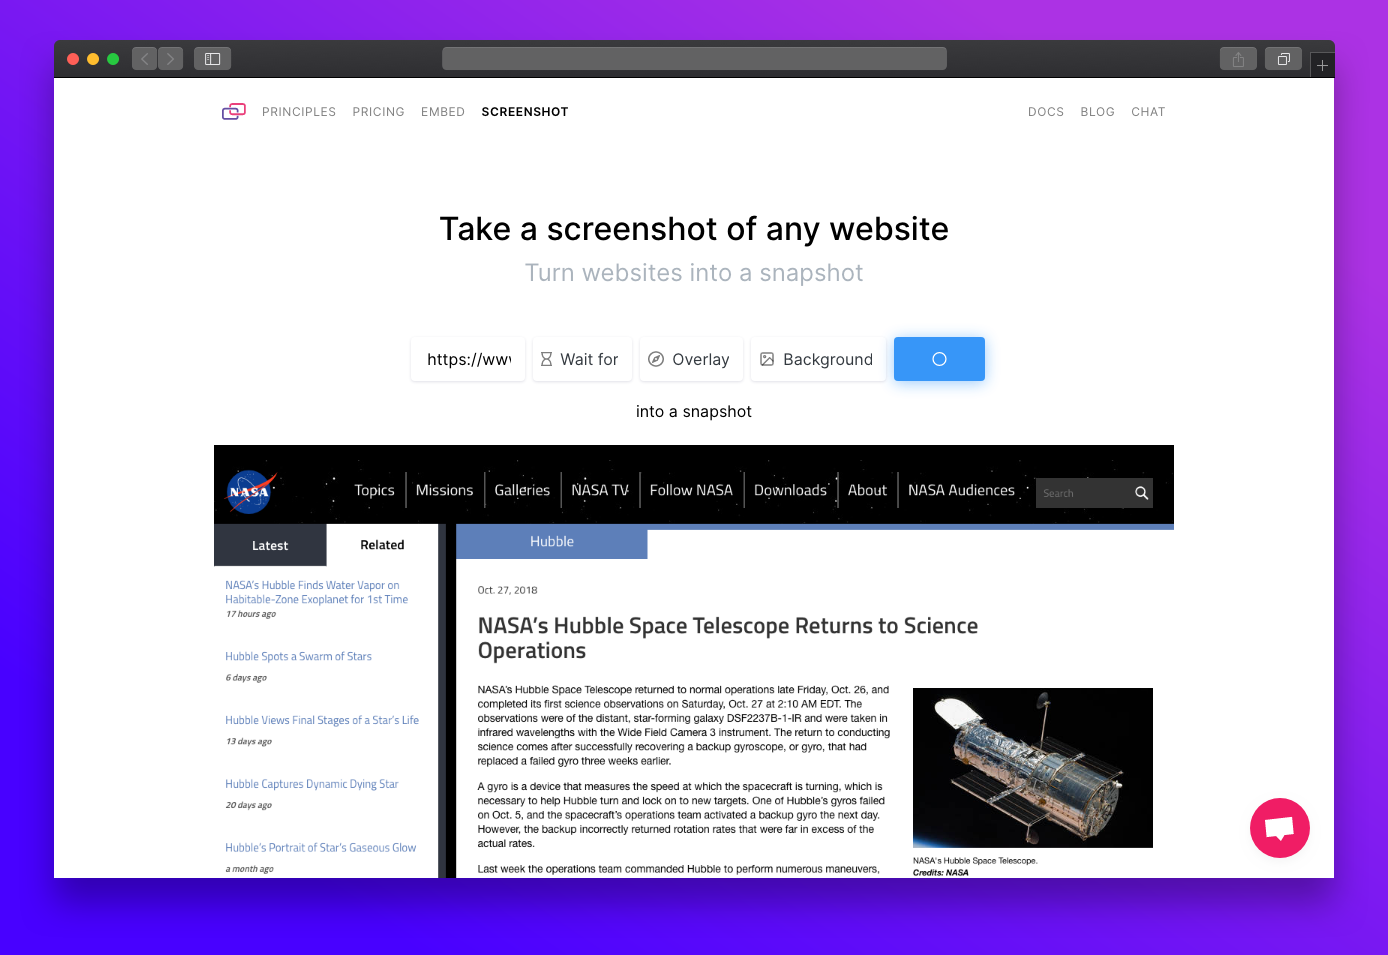 PRINCIPLES PRICING EMBED SCREENSHOT DOCS BLOG CHAT
Take a screenshot of any website
Turn websites into a snapshot
https://www Wait for Overlay Background
into a snapshot
NASA Topics Missions Galleries NASA TV Follow NASA Downloads About NASA Audiences Search
Latest Related
NASA's Hubble Finds Water Vapor on
Habitable-Zone Exoplanet for 1st Time
17 hours ago
Hubble Spots a Swarm of Stars
6 days ago
Hubble Views Final Stages of a Star's Life
13 days ago
Hubble Captures Dynamic Dying Star
20 days ago
Hubble's Portrait of Star's Gaseous Glow
a month ago
Hubble
Oct. 27, 2018
NASA's Hubble Space Telescope Returns to Science
Operations
NASA's Hubble Space Telescope returned to normal operations late Friday, Oct. 26, and
completed its first science observations on Saturday, Oct. 27 at 2:10 AM EDT. The
observations were of the distant, star-forming galaxy DSF2237B-1-IR and were taken in
infrared wavelengths with the Wide Field Camera 3 instrument. The return to conducting
science comes after successfully recovering a backup gyroscope, or gyro, that had
replaced a failed gyro three weeks earlier.
A gyro is a device that measures the speed at which the spacecraft is turning, which is
necessary to help Hubble turn and lock on to new targets. One of Hubble's gyros failed
on Oct. 5, and the spacecraft's operations team activated a backup gyro the next day.
However, the backup incorrectly returned rotation rates that were far in excess of the
actual rates.
Last week the operations team commanded Hubble to perform numerous maneuvers,
NASA's Hubble Space Telescope.
Credits: NASA